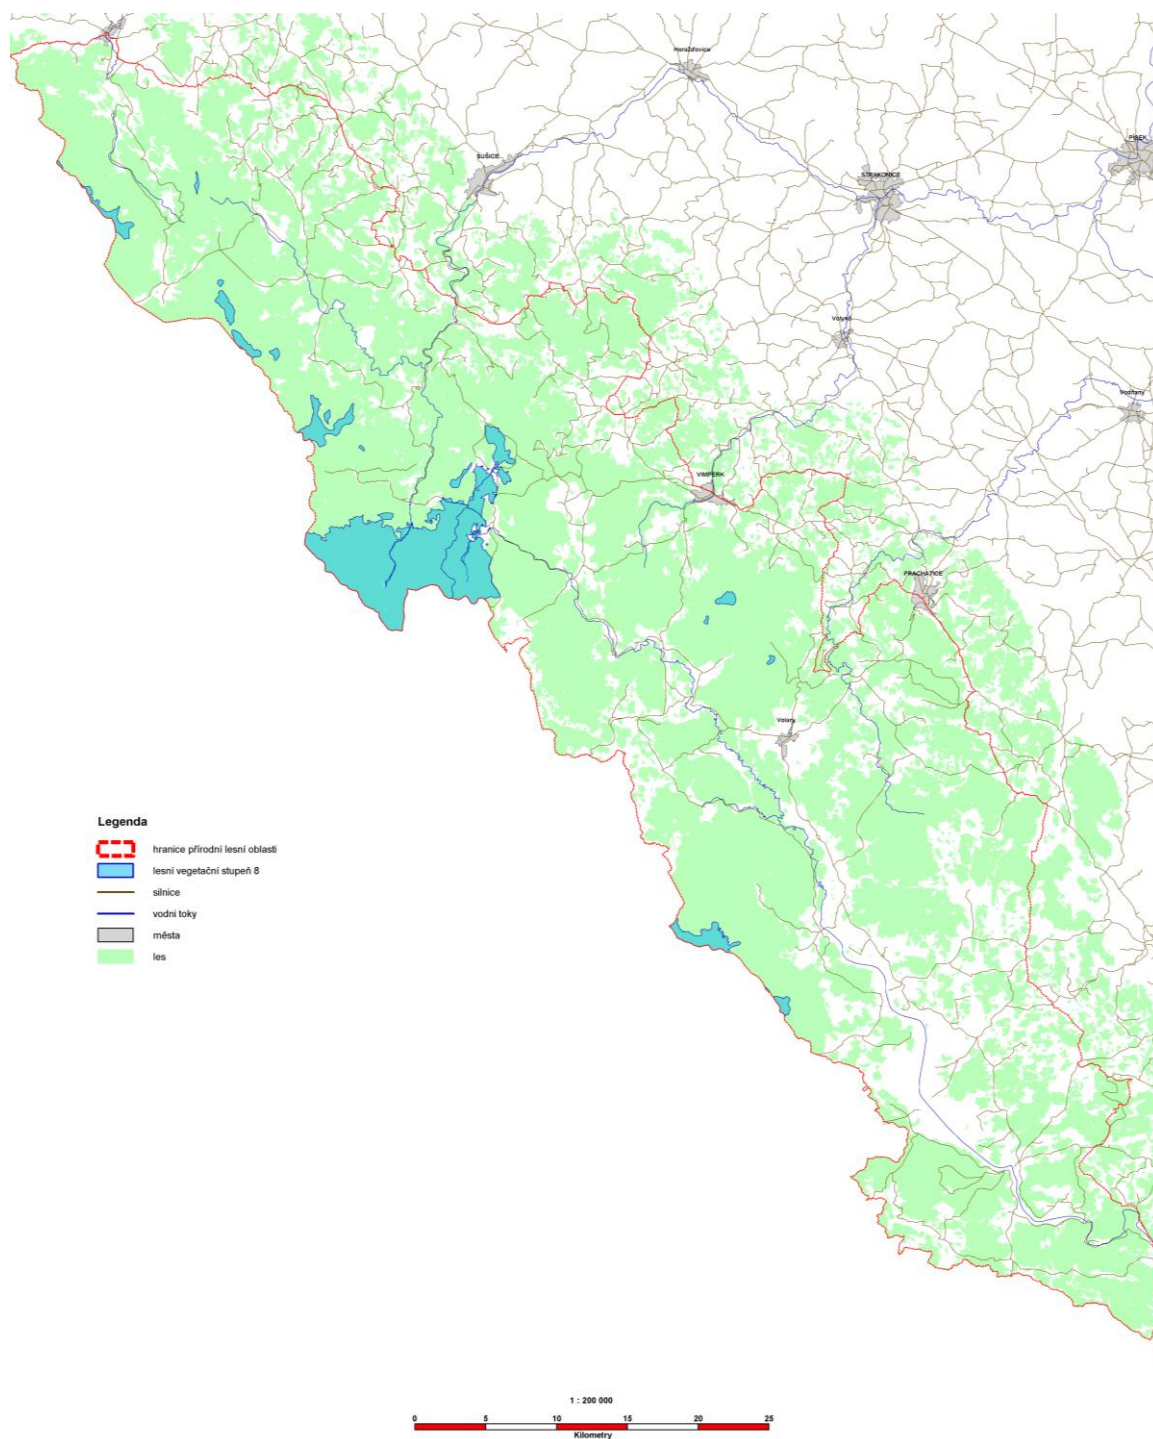 Horažďovice
PÍSEK
SUŠICE
STRAKONICE
Volyně
Vodňany
VIMPERK
PRACHATICE
Volary
Legenda
hranice přírodní lesní oblasti
lesní vegetační stupeň 8
silnice
vodní toky
města
les
1 : 200 000
0 5 10 15 20 25
Kilometry